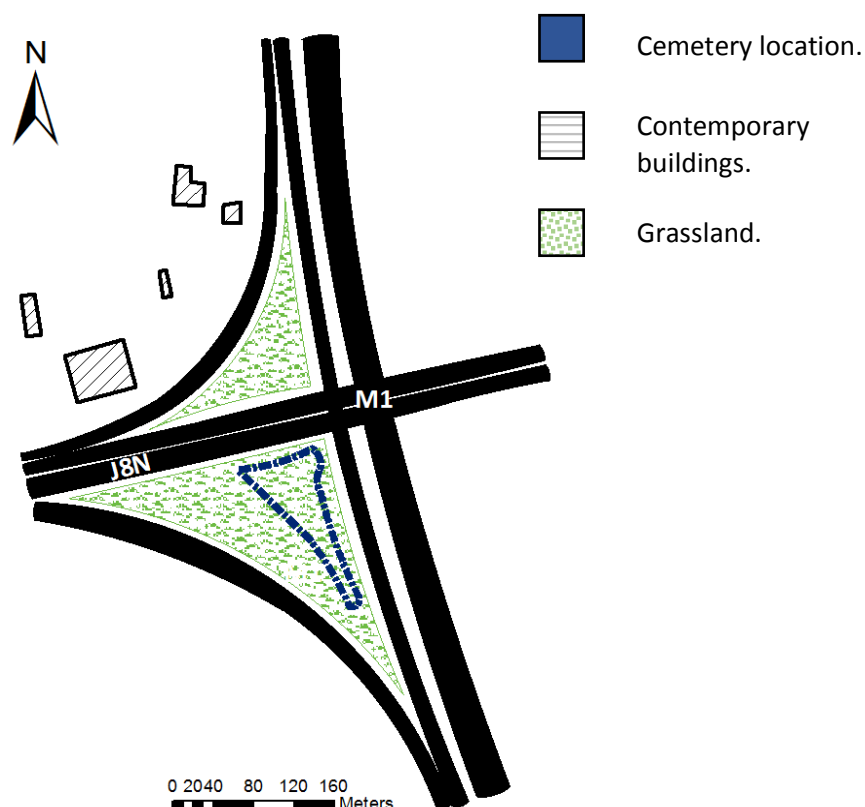 N
Cemetery location.
Contemporary
buildings.
Grassland.
M1
J8N
0 2040 80 120 160
Meters